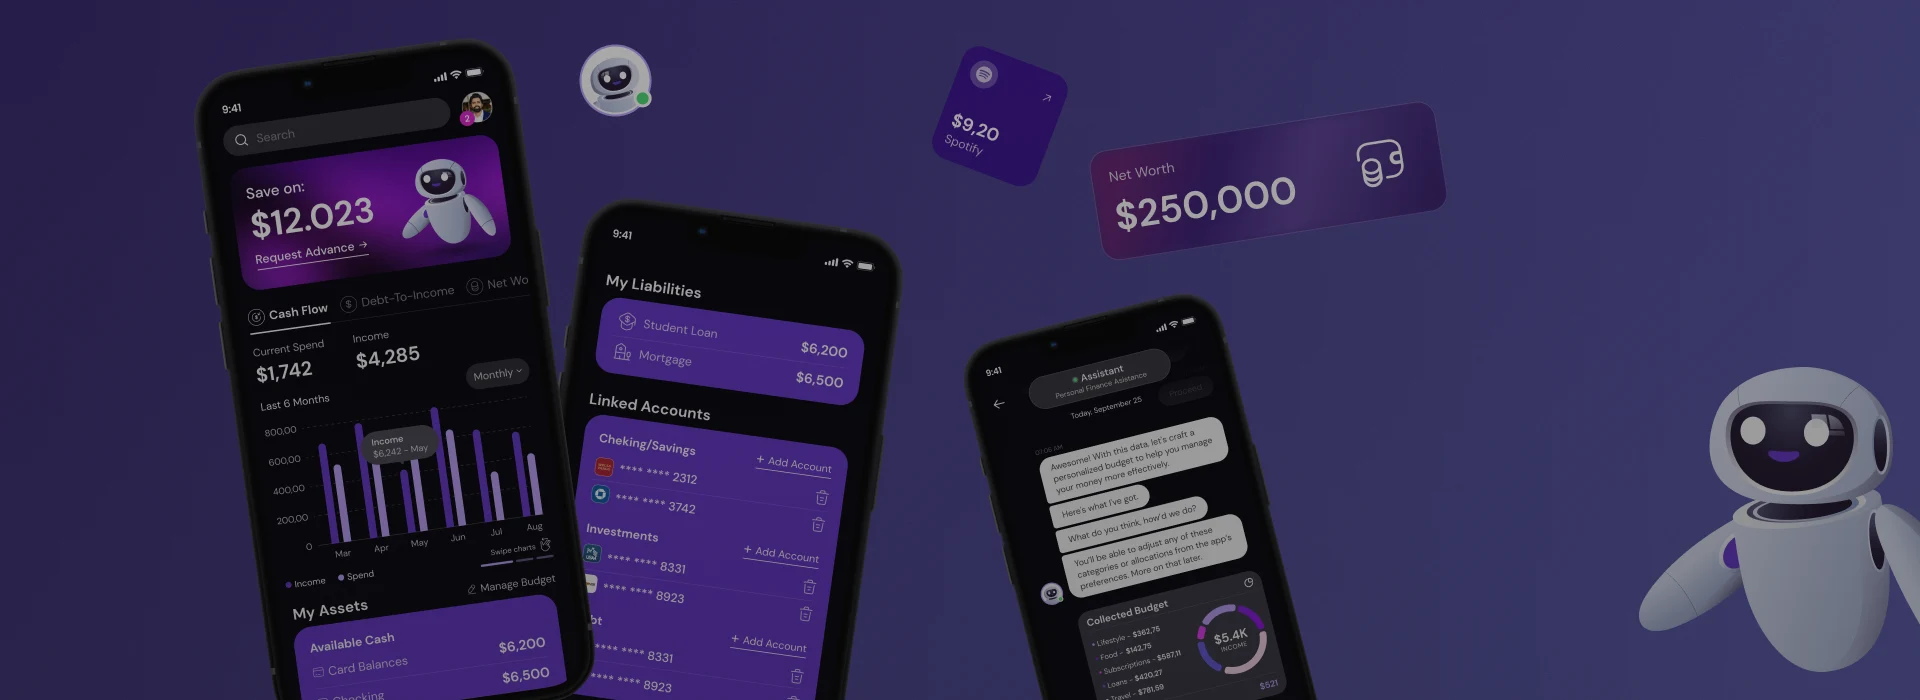 9:41
Search
2
Save on:
$12.023
Request Advance →
Cash Flow
Debt-To-Income
Net Wo
Current Spend
$1,742
Income
$4,285
Monthly
Last 6 Months
800,00
600,00
400,00
200,00
0
Income
$6,242 - May
Mar
Apr
May
Jun
Jul
Aug
Swipe charts
Income
Spend
Manage Budget
My Assets
Available Cash
Card Balances
$6,200
Checking
$6,500
9:41
My Liabilities
Student Loan
$6,200
Mortgage
$6,500
Linked Accounts
Cheking/Savings
+ Add Account
**** **** 2312
**** **** 3742
Investments
+ Add Account
**** **** 8331
**** **** 8923
bt
+ Add Account
**** **** 8331
**** **** 8923
$9,20
Spotify
Net Worth
$250,000
9:41
Assistant
Personal Finance Asistance
Proceed
Today, September 25
Awesome! With this data, let's craft a
personalized budget to help you manage
your money more effectively.
Here's what I've got.
What do you think, how'd we do?
You'll be able to adjust any of these
categories or allocations from the app's
preferences. More on that later.
Collected Budget
Lifestyle - $362,75
Food - $142,75
Subscriptions - $587,11
Loans - $420,27
Travel - $781,59
$5.4K
INCOME
$521